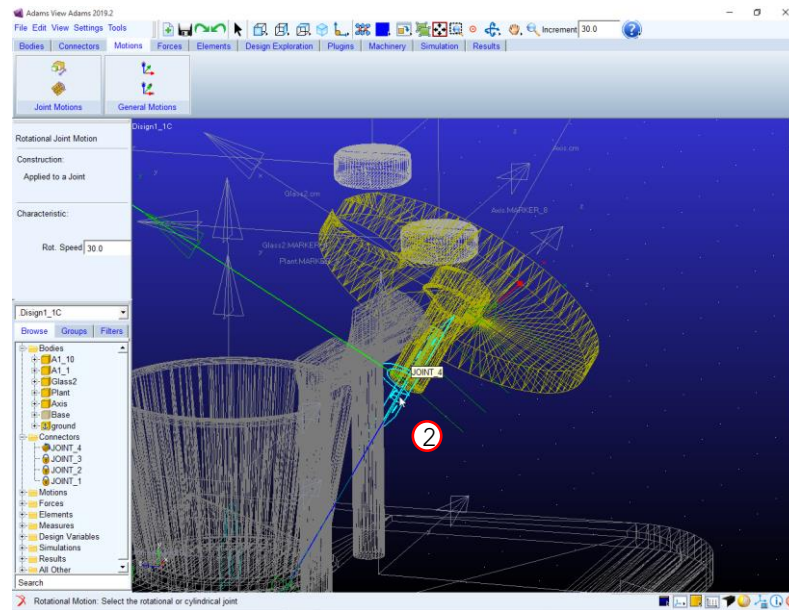 Adams View Adams 2019.2
File Edit View Settings Tools
Increment 30.0
Bodies Connectors Motions Forces Elements Design Exploration Plugins Machinery Simulation Results
Joint Motions General Motions
Disign1_1C
Rotational Joint Motion
Construction:
Applied to a Joint
Characteristic:
Rot. Speed 30.0
Axis.cm
Glass2.cm
Axis.MARKER_8
Glass2.MARKER
Plant.MARKER
JOINT_4
2
Disign1_1C
Browse Groups Filters
Bodies
A1_10
A1_1
Glass2
Plant
Axis
Base
ground
Connectors
JOINT_4
JOINT_3
JOINT_2
JOINT_1
Motions
Forces
Elements
Measures
Design Variables
Simulations
Results
All Other
Search
Rotational Motion: Select the rotational or cylindrical joint